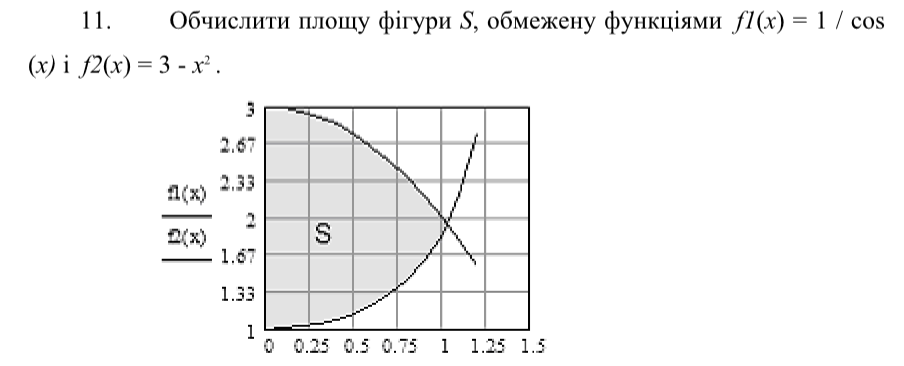 11. Обчислити площу фігури S, обмежену функціями f1(x) = 1 / cos
(x) і f2(x) = 3 - x² .
3
2.67
2.33
f1(x)
2
f2(x)
S
1.67
1.33
1
0 0.25 0.5 0.75 1 1.25 1.5